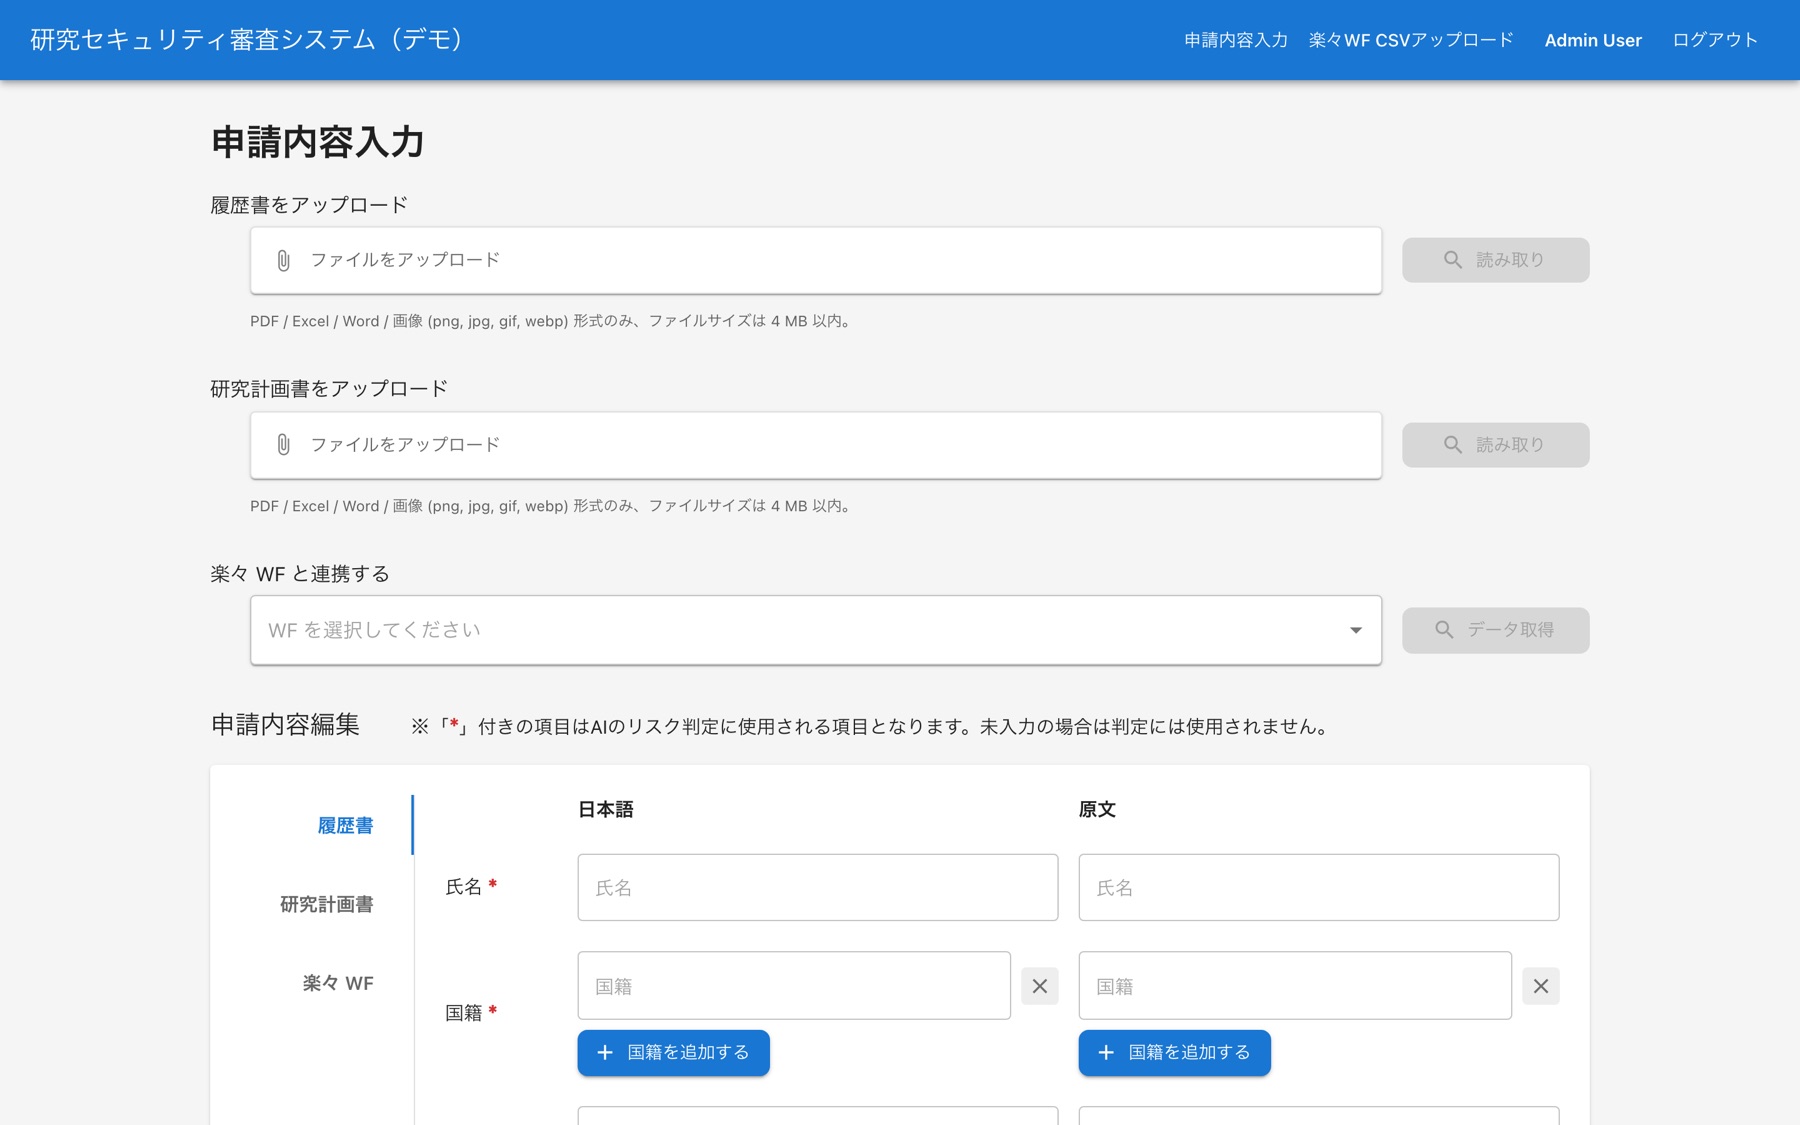 研究セキュリティ審査システム（デモ）
申請内容入力 楽々WF CSVアップロード Admin User ログアウト
申請内容入力
履歴書をアップロード
ファイルをアップロード
読み取り
PDF / Excel / Word / 画像 (png, jpg, gif, webp) 形式のみ、ファイルサイズは 4 MB 以内。
研究計画書をアップロード
ファイルをアップロード
読み取り
PDF / Excel / Word / 画像 (png, jpg, gif, webp) 形式のみ、ファイルサイズは 4 MB 以内。
楽々 WF と連携する
WF を選択してください
データ取得
申請内容編集
※「*」付きの項目はAIのリスク判定に使用される項目となります。未入力の場合は判定には使用されません。
履歴書
研究計画書
楽々 WF
日本語 原文
氏名 *
氏名 氏名
国籍 *
国籍 国籍
国籍を追加する 国籍を追加する